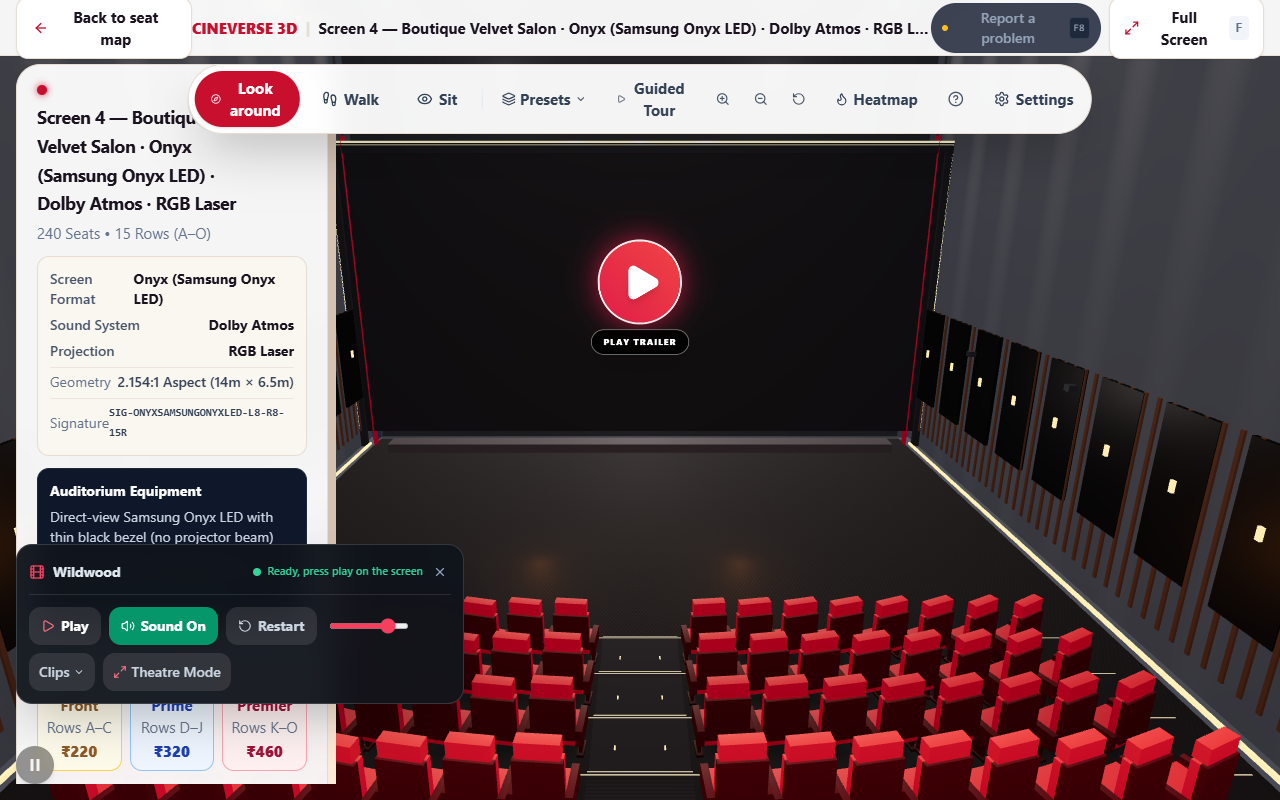 Back to seat map
CINEVERSE 3D | Screen 4 — Boutique Velvet Salon · Onyx (Samsung Onyx LED) · Dolby Atmos · RGB L...
Report a problem F8
Full Screen F
Look around
Walk
Sit
Presets
Guided Tour
Heatmap
Settings
Screen 4 — Boutiq
Velvet Salon · Onyx
(Samsung Onyx LED) ·
Dolby Atmos · RGB Laser
240 Seats • 15 Rows (A–O)
Screen Format Onyx (Samsung Onyx LED)
Sound System Dolby Atmos
Projection RGB Laser
Geometry 2.154:1 Aspect (14m × 6.5m)
Signature SIG-ONYXSAMSUNGONYXLED-L8-R8-15R
Auditorium Equipment
Direct-view Samsung Onyx LED with
thin black bezel (no projector beam)
PLAY TRAILER
Wildwood
Ready, press play on the screen
Play
Sound On
Restart
Clips
Theatre Mode
Front Prime Premier
Rows A–C Rows D–J Rows K–O
₹220 ₹320 ₹460